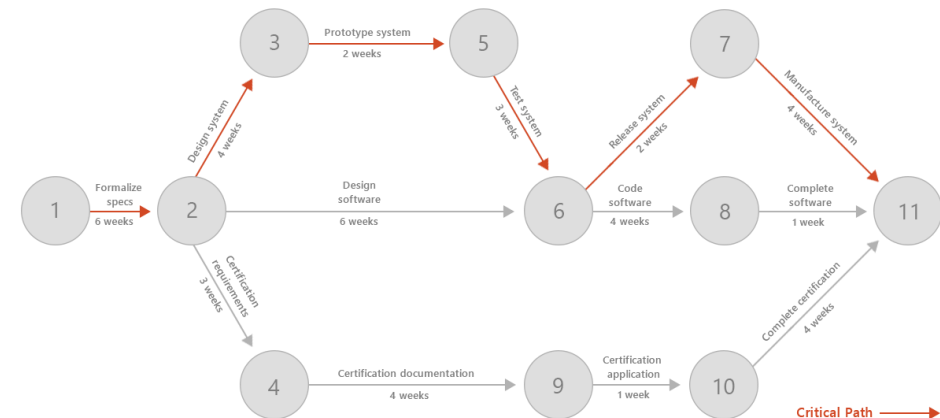 3
Prototype system
2 weeks
5
7
Design system
4 weeks
Test system
3 weeks
Release system
2 weeks
Manufacture system
4 weeks
1
Formalize
specs
6 weeks
2
Design
software
6 weeks
6
Code
software
4 weeks
8
Complete
software
1 week
11
Certification
requirements
3 weeks
Complete certification
4 weeks
4
Certification documentation
4 weeks
9
Certification
application
1 week
10
Critical Path